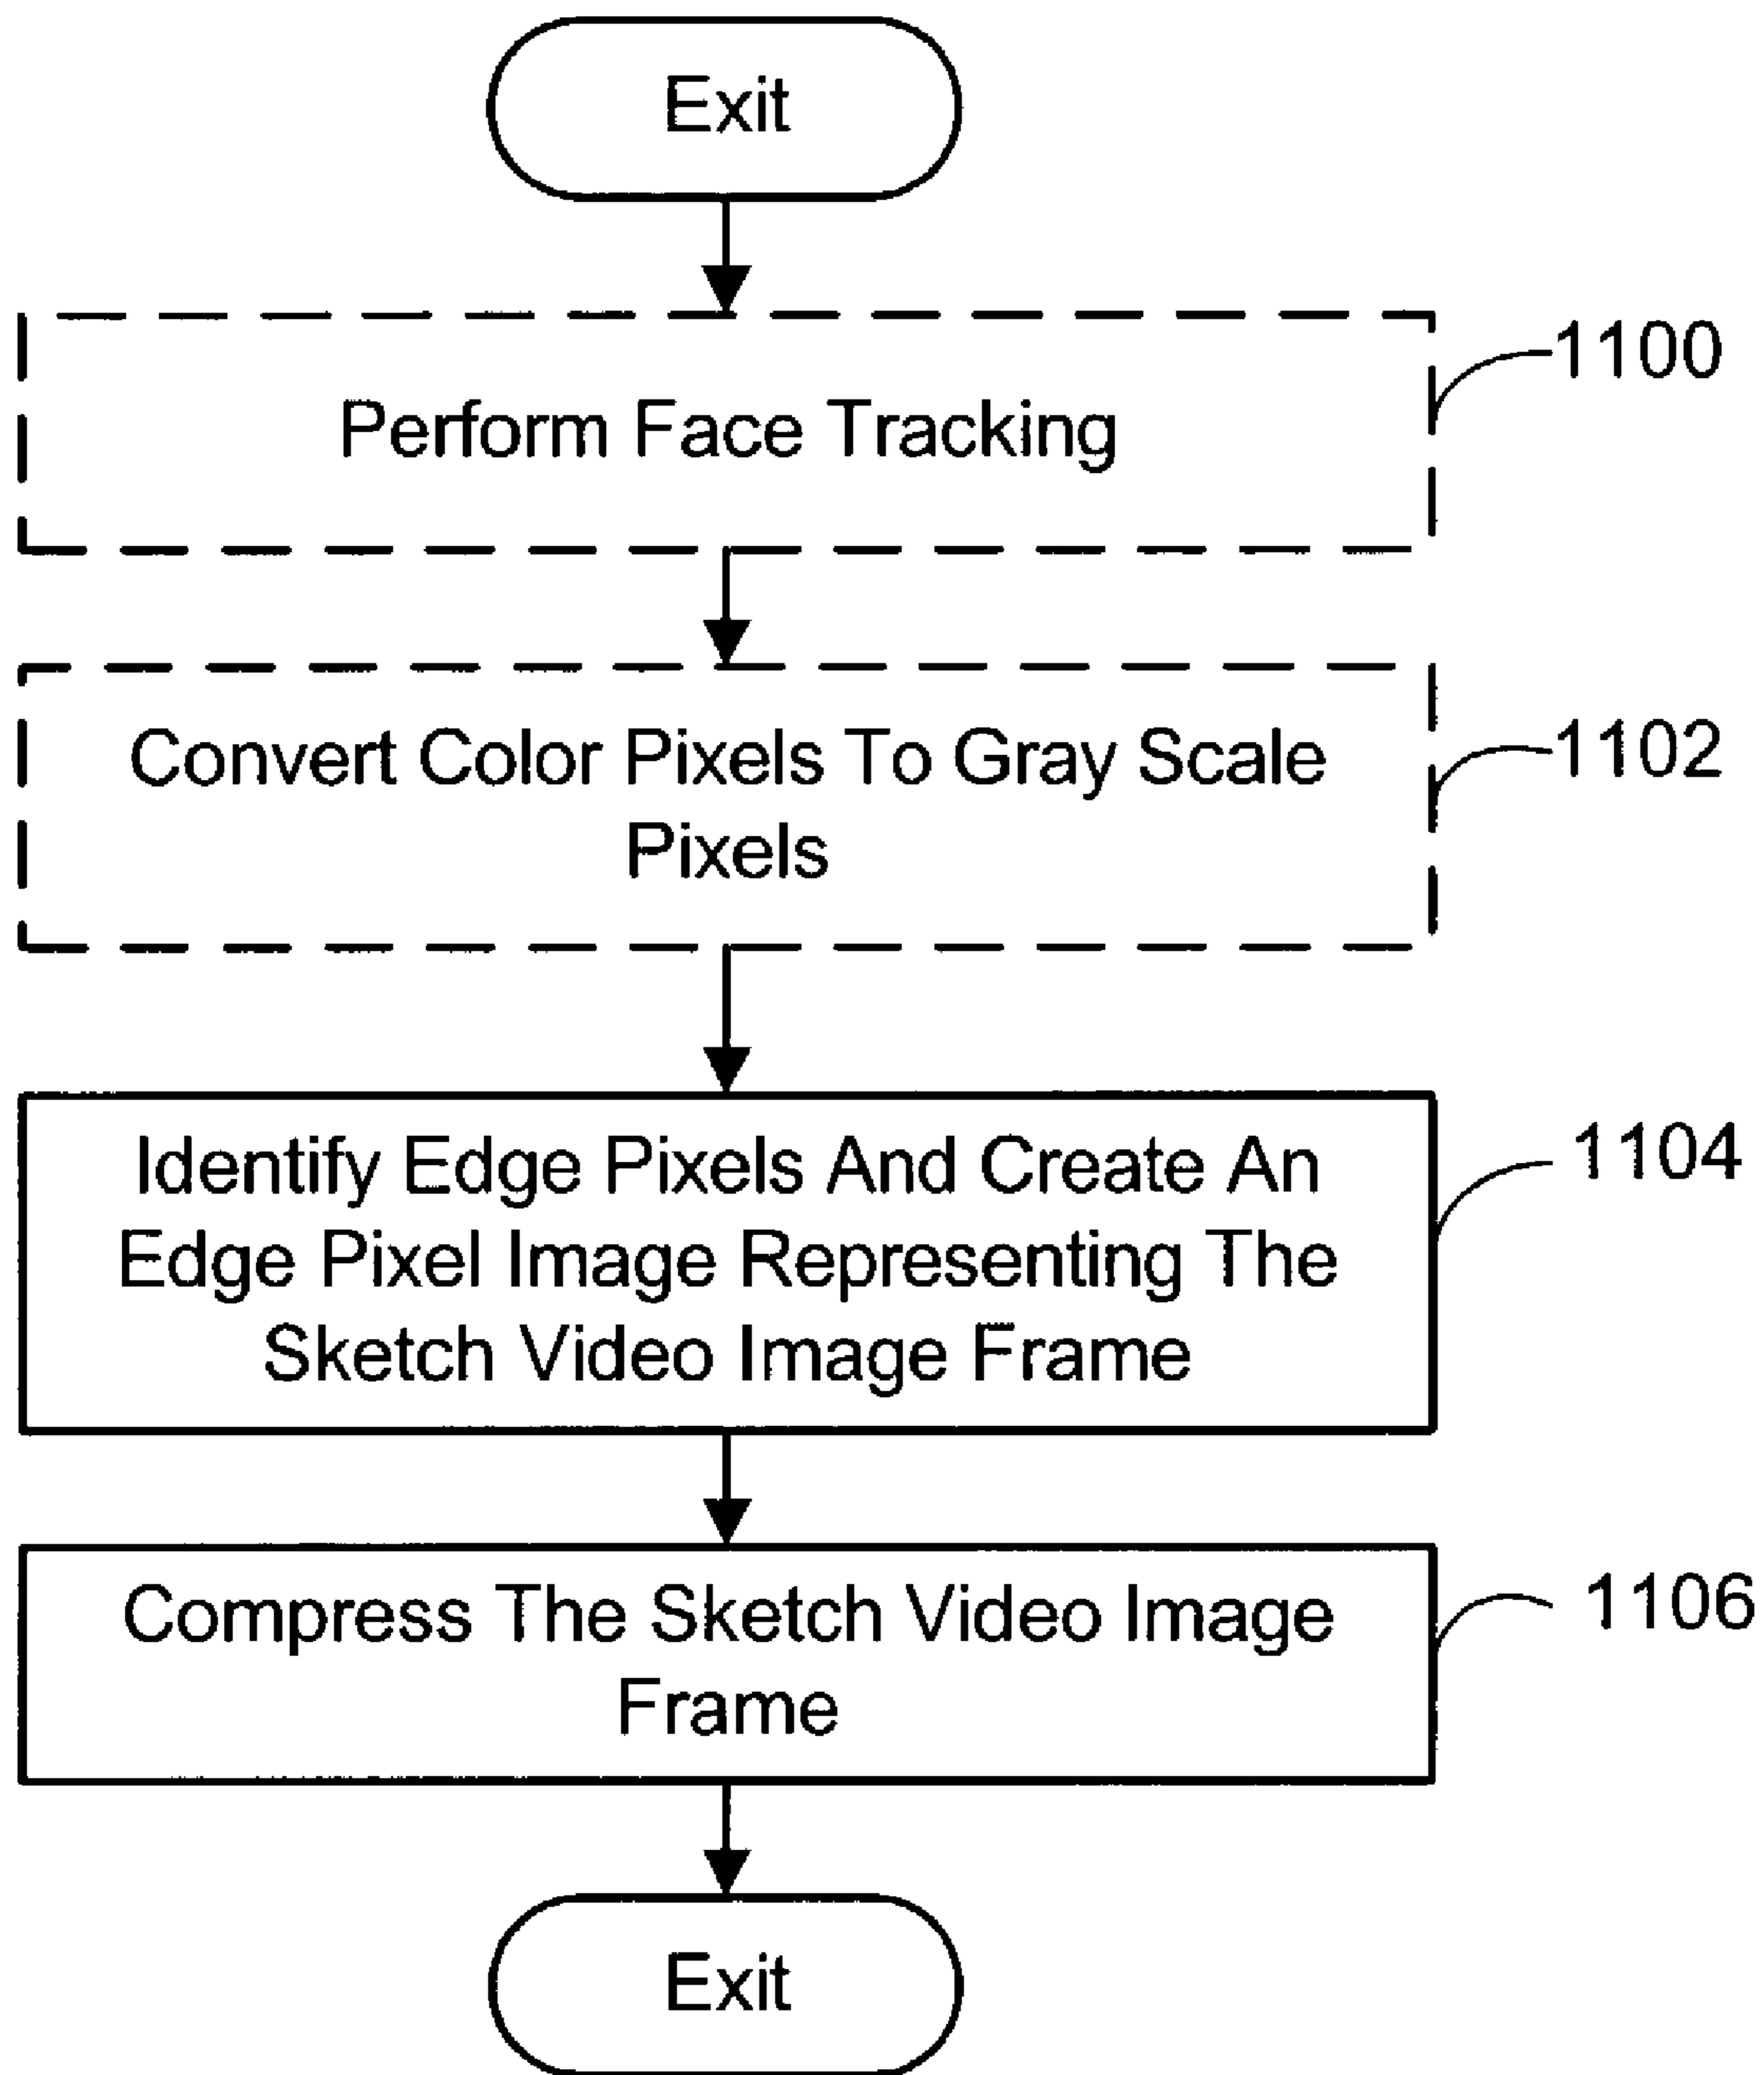 Exit
Perform Face Tracking
1100
Convert Color Pixels To Gray Scale
Pixels
1102
Identify Edge Pixels And Create An
Edge Pixel Image Representing The
Sketch Video Image Frame
1104
Compress The Sketch Video Image
Frame
1106
Exit